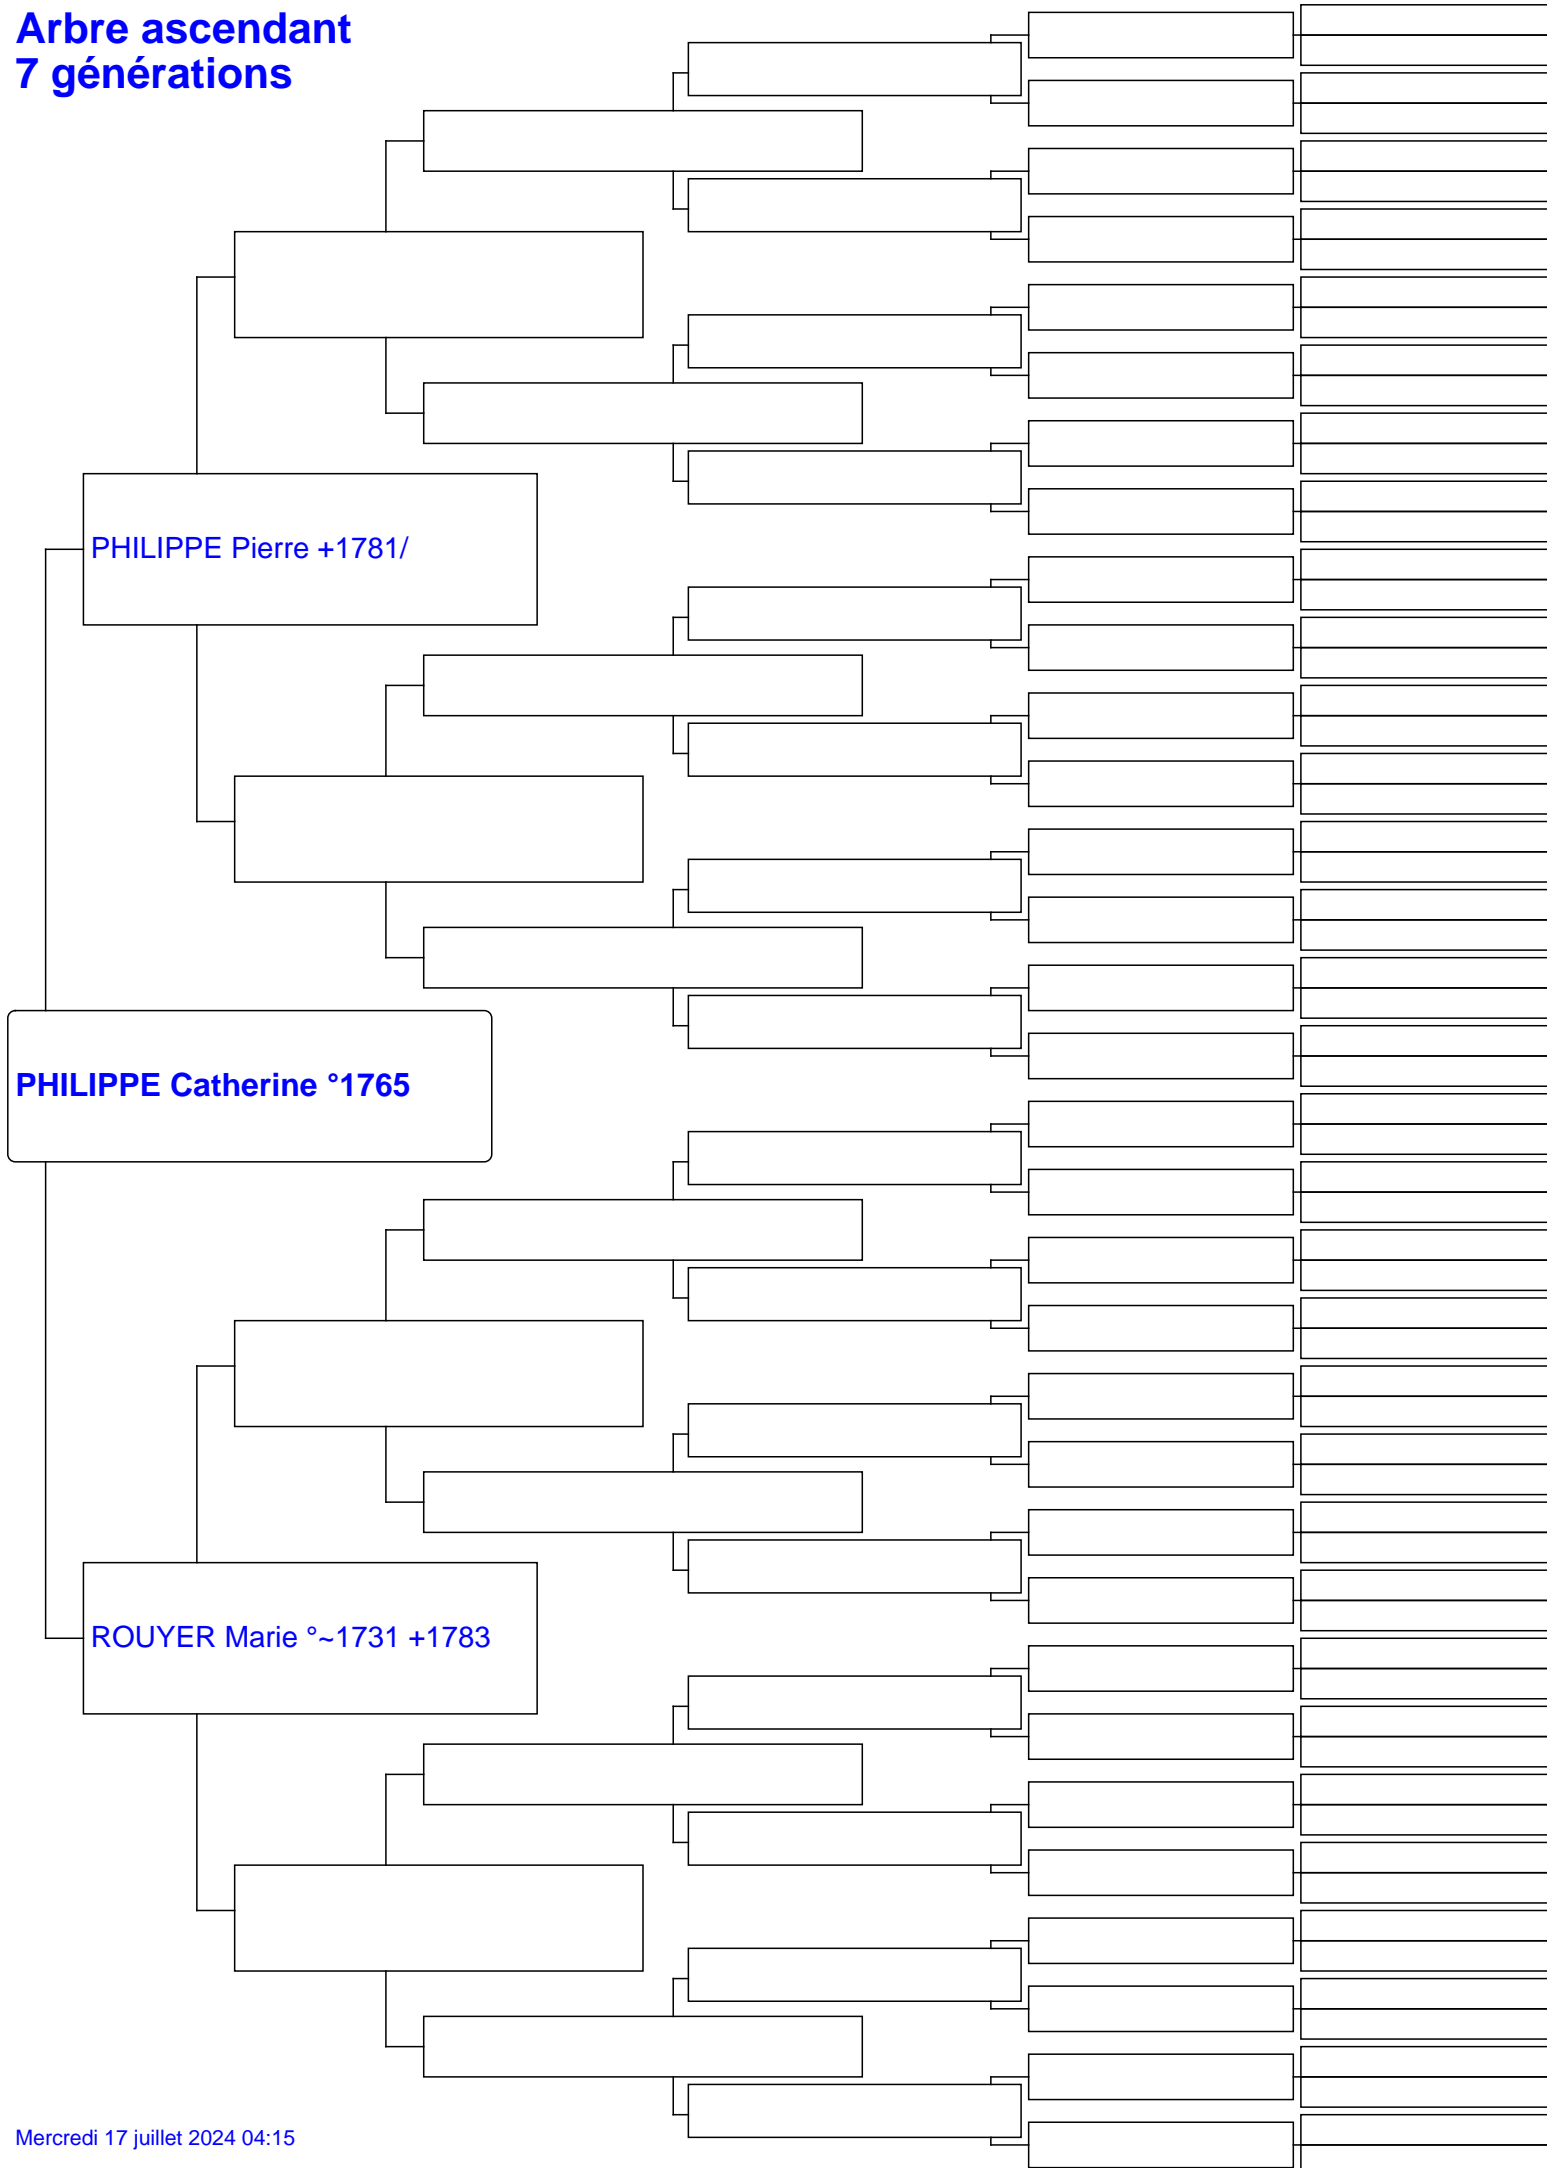 Arbre ascendant
7 générations
PHILIPPE Pierre +1781/
PHILIPPE Catherine °1765
ROUYER Marie °~1731 +1783
Mercredi 17 juillet 2024 04:15